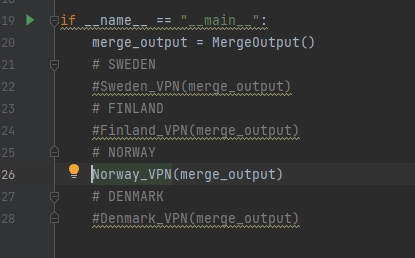 19 if __name__ == "__main__":
20 merge_output = MergeOutput()
21 # SWEDEN
22 #Sweden_VPN(merge_output)
23 # FINLAND
24 #Finland_VPN(merge_output)
25 # NORWAY
26 Norway_VPN(merge_output)
27 # DENMARK
28 #Denmark_VPN(merge_output)